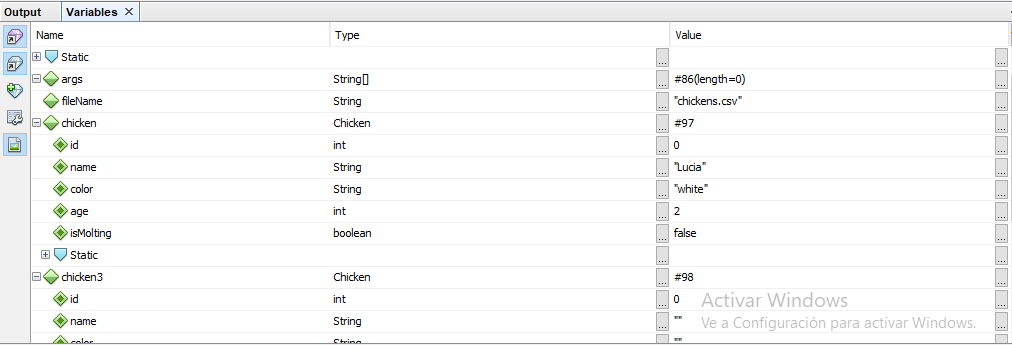 Output Variables
Name Type Value
Static ... ...
args String[] ... #86(length=0) ...
fileName String ... "chickens.csv" ...
chicken Chicken ... #97 ...
id int ... 0 ...
name String ... "Lucia" ...
color String ... "white" ...
age int ... 2 ...
isMolting boolean ... false ...
Static ... ...
chicken3 Chicken ... #98 ...
id int ... 0 ...
name String ... "" ...
color String ... "" ...
Activar Windows
Ve a Configuración para activar Windows.